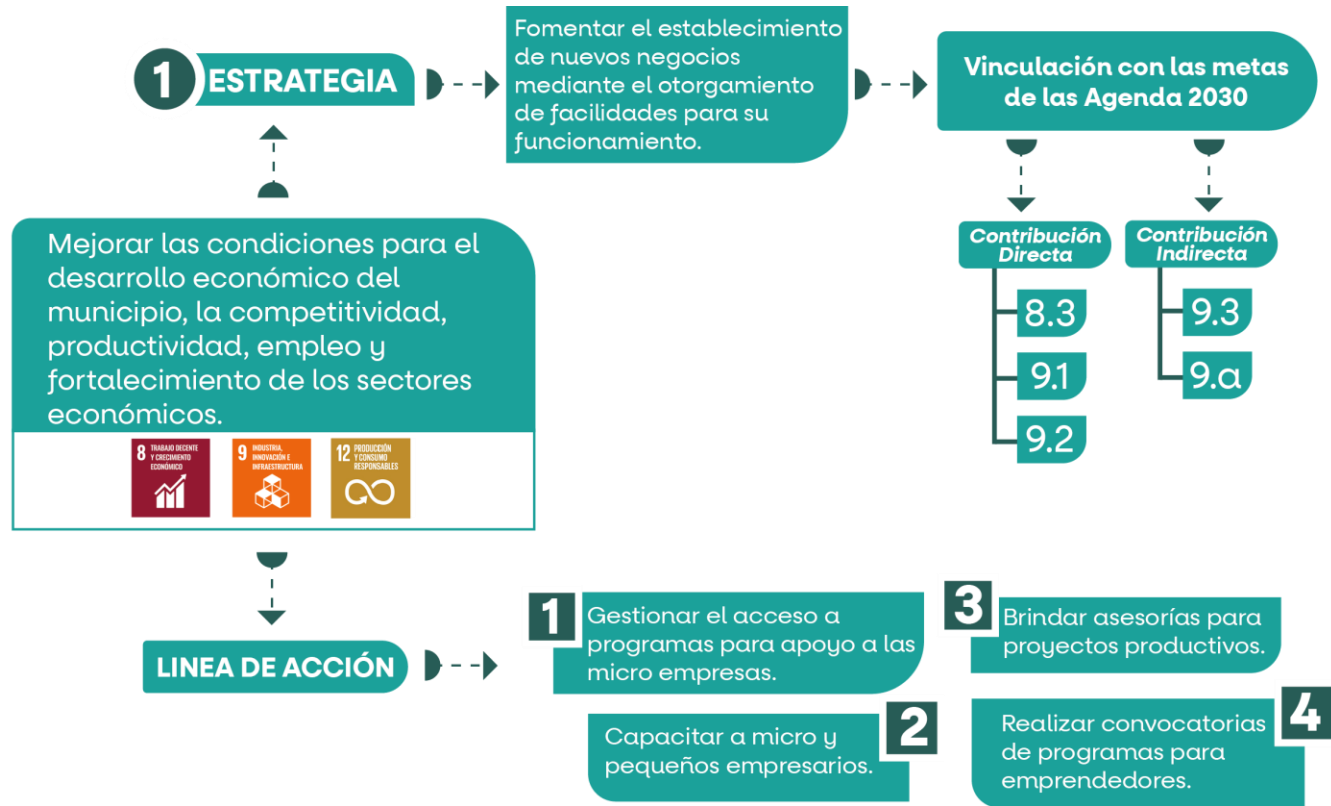 1 ESTRATEGIA
Fomentar el establecimiento
de nuevos negocios
mediante el otorgamiento
de facilidades para su
funcionamiento.
Vinculación con las metas
de las Agenda 2030
Contribución
Directa
8.3
9.1
9.2
Contribución
Indirecta
9.3
9.a
Mejorar las condiciones para el
desarrollo económico del
municipio, la competitividad,
productividad, empleo y
fortalecimiento de los sectores
económicos.
8 TRABAJO DECENTE
Y CRECIMIENTO
ECONÓMICO
9 INDUSTRIA,
INNOVACIÓN E
INFRAESTRUCTURA
12 PRODUCCIÓN
Y CONSUMO
RESPONSABLES
LINEA DE ACCIÓN
1 Gestionar el acceso a
programas para apoyo a las
micro empresas.
2
Capacitar a micro y
pequeños empresarios.
3 Brindar asesorías para
proyectos productivos.
4
Realizar convocatorias
de programas para
emprendedores.